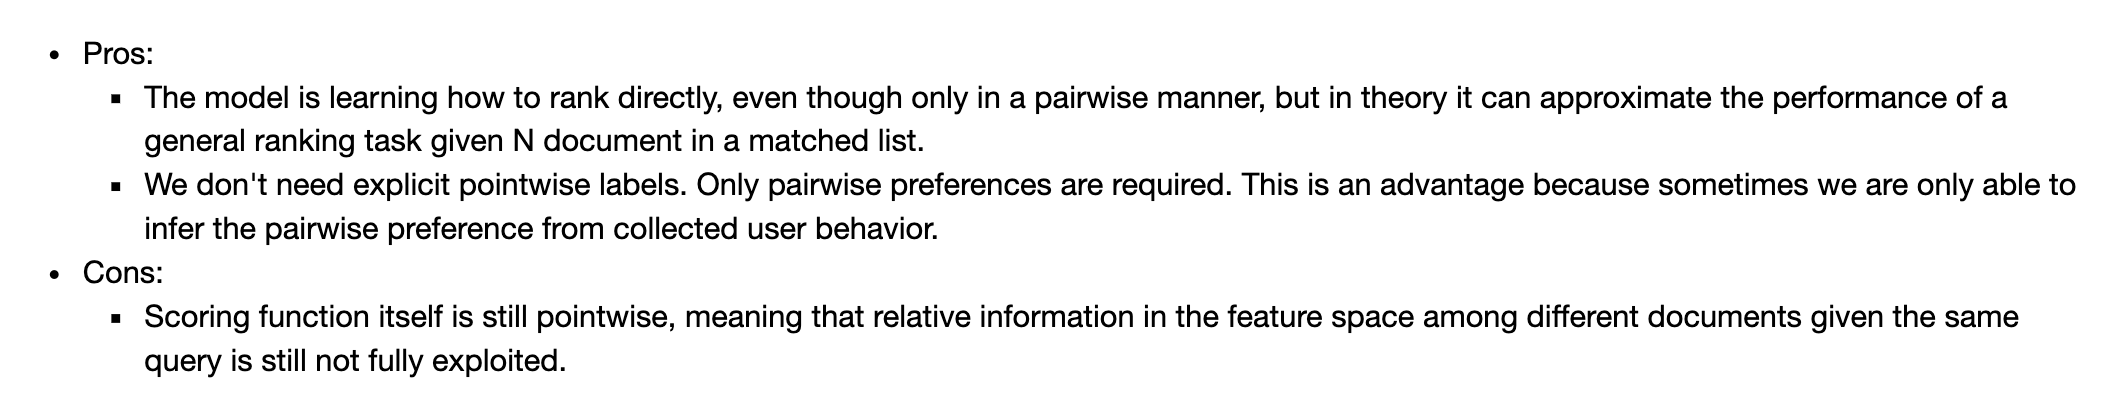 • Pros:
▪ The model is learning how to rank directly, even though only in a pairwise manner, but in theory it can approximate the performance of a
general ranking task given N document in a matched list.
▪ We don't need explicit pointwise labels. Only pairwise preferences are required. This is an advantage because sometimes we are only able to
infer the pairwise preference from collected user behavior.
• Cons:
▪ Scoring function itself is still pointwise, meaning that relative information in the feature space among different documents given the same
query is still not fully exploited.